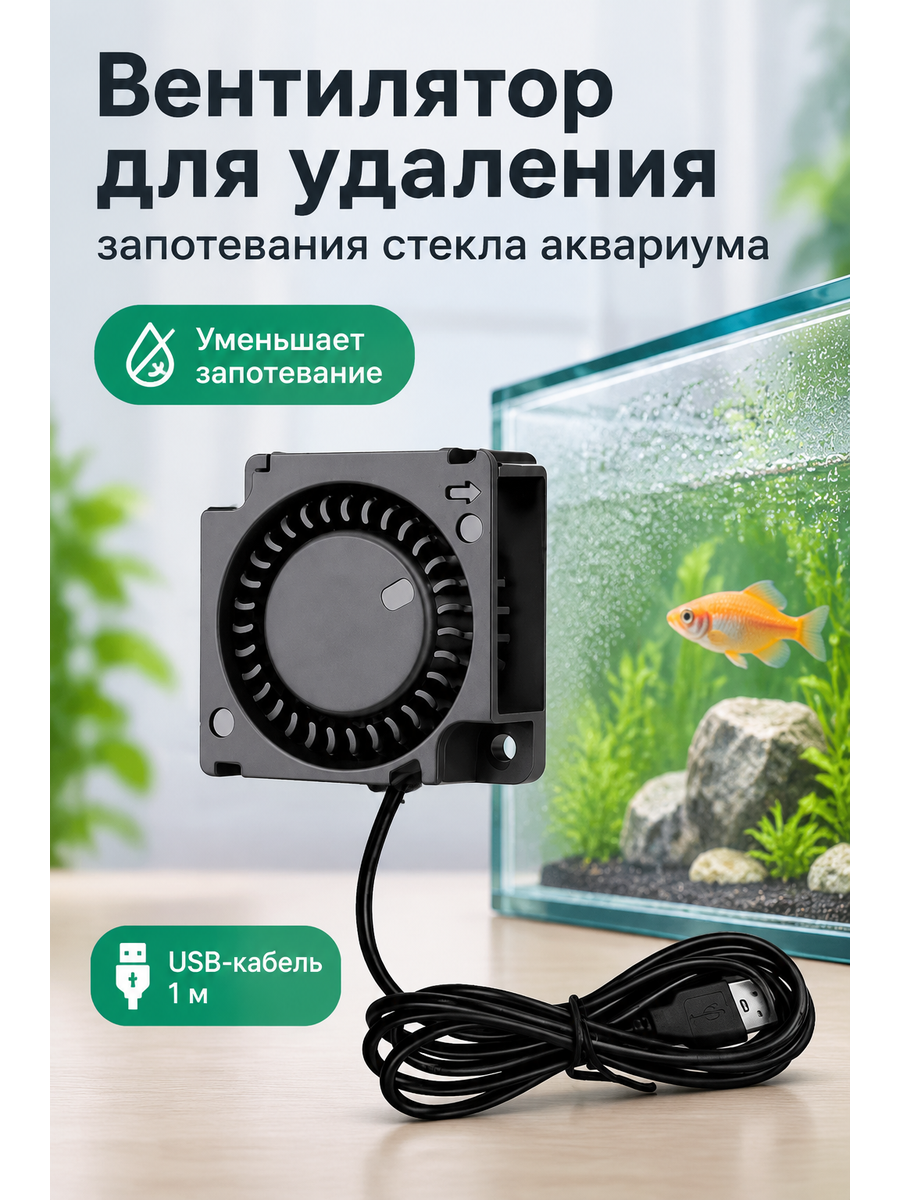 Вентилятор
для удаления
запотевания стекла аквариума
Уменьшает
запотевание
USB-кабель
1 м